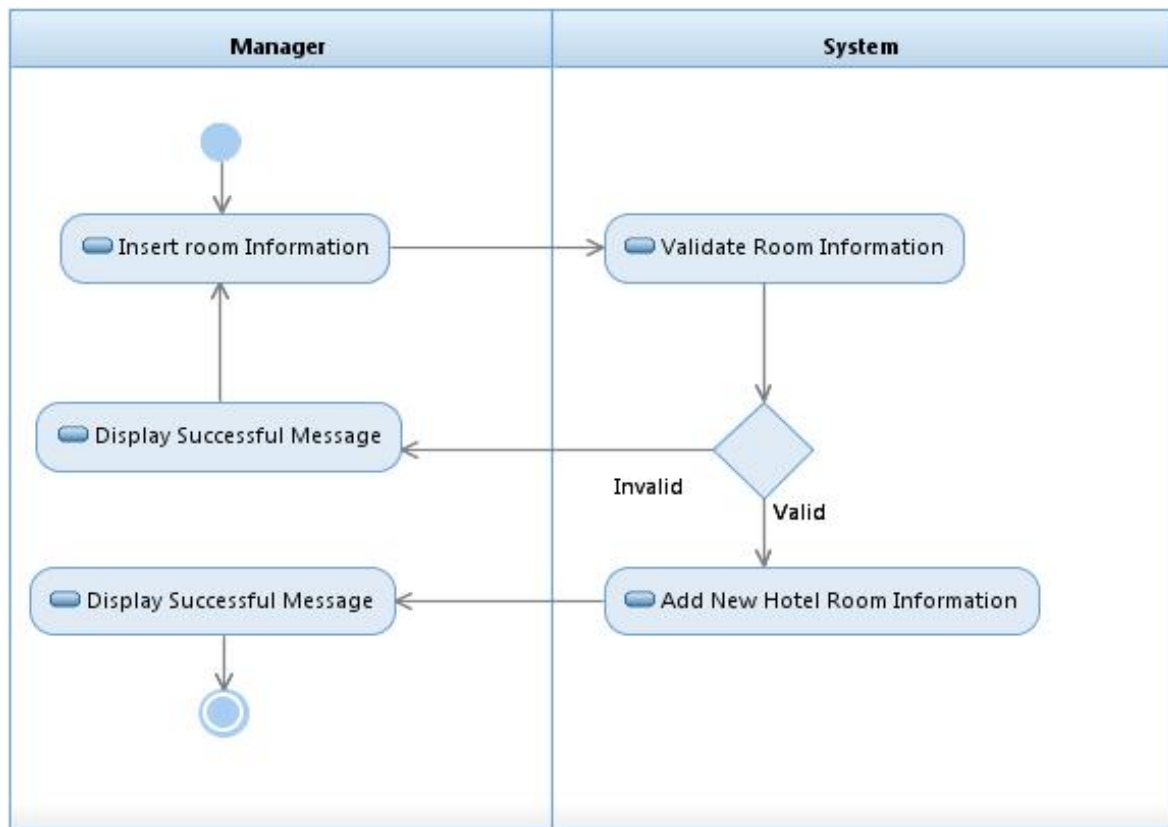 Manager
System
Insert room Information
Validate Room Information
Display Successful Message
Invalid
Valid
Display Successful Message
Add New Hotel Room Information